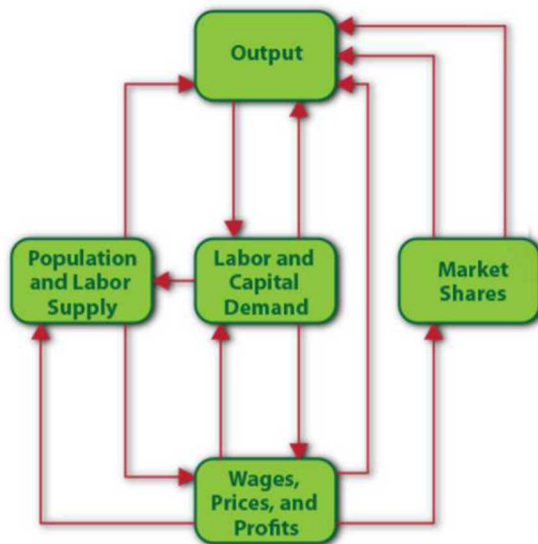 Output
Population
and Labor
Supply
Labor and
Capital
Demand
Market
Shares
Wages,
Prices, and
Profits